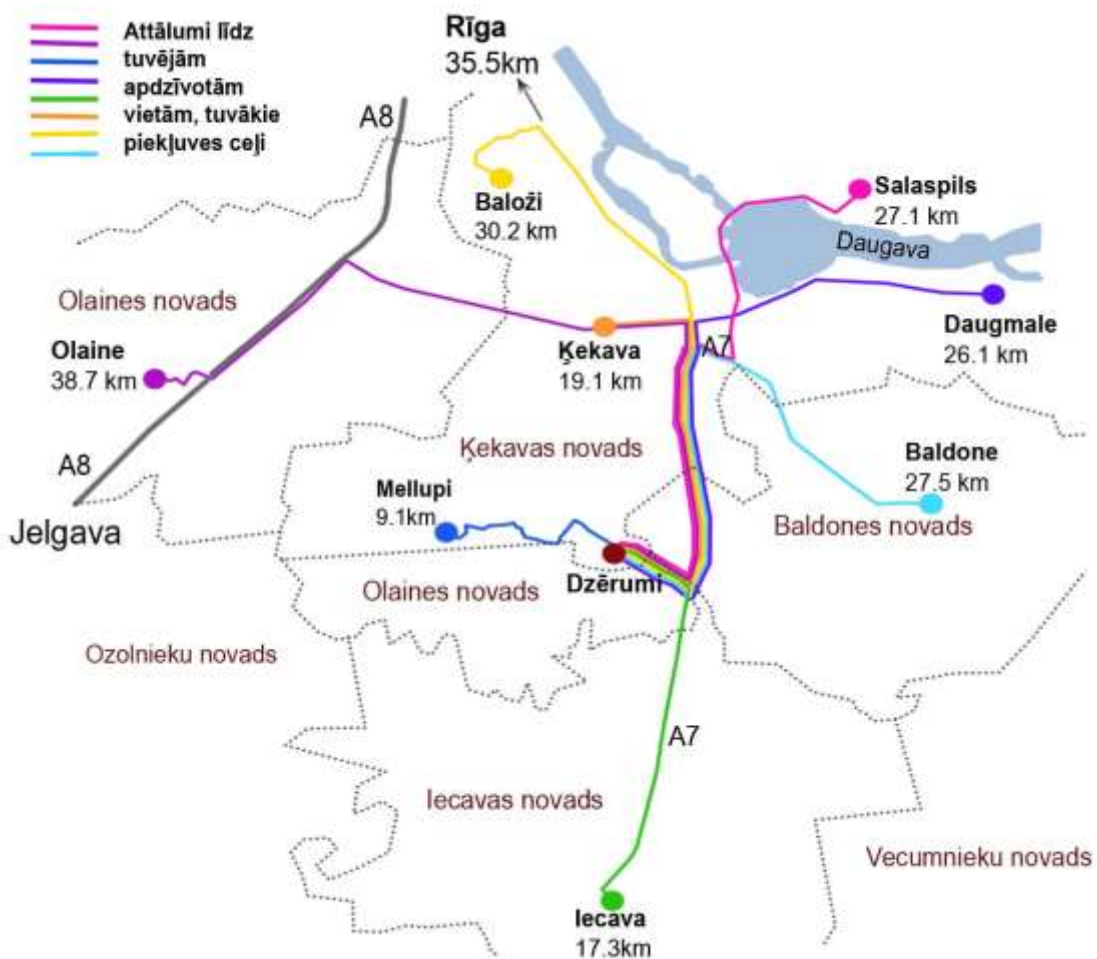 Attālumi līdz
tuvējām
apdzīvotām
vietām, tuvākie
piekļuves ceļi
Rīga
35.5km
A8
Baloži
30.2 km
Salaspils
27.1 km
Daugava
Olaines novads
Olaine
38.7 km
Ķekava
19.1 km
A7
Daugmale
26.1 km
A8
Ķekavas novads
Baldone
27.5 km
Mellupi
9.1km
Jelgava
Baldones novads
Olaines novads
Dzērumi
Ozolnieku novads
A7
Iecavas novads
Vecumnieku novads
Iecava
17.3km